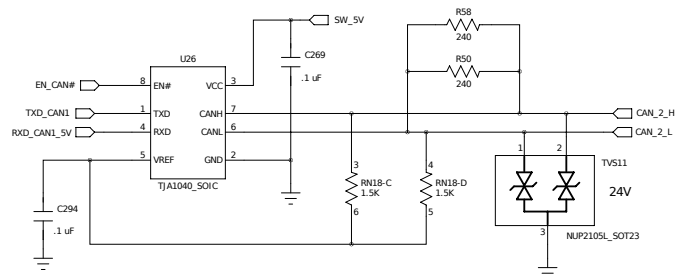 R58
240
SW_5V
U26
C269
R50
.1 uF
240
EN_CAN#
8
EN#
VCC
3
TXD_CAN1
1
TXD
CANH
7
CAN_2_H
RXD_CAN1_5V
4
RXD
CANL
6
CAN_2_L
5
VREF
GND
2
1
2
TVS11
TJA1040_SOIC
3
RN18-C
1.5K
6
4
RN18-D
1.5K
5
24V
C294
.1 uF
3
NUP2105L_SOT23